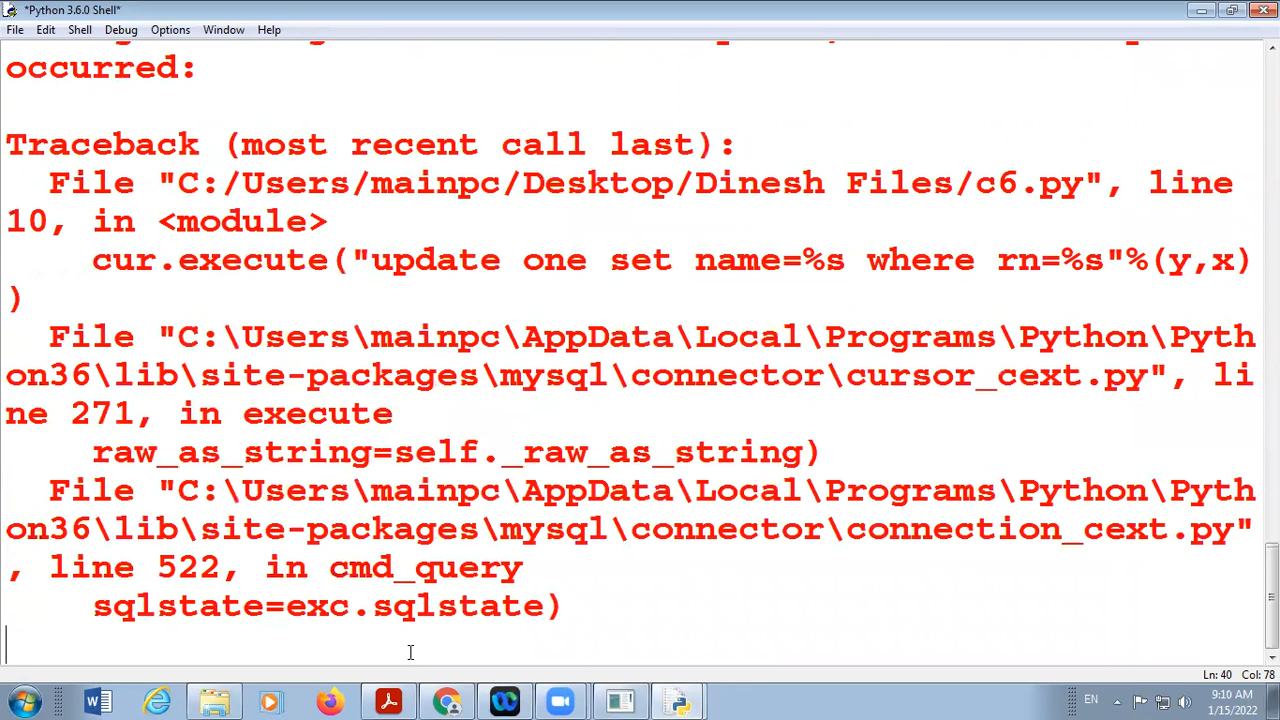 *Python 3.6.0 Shell*
File Edit Shell Debug Options Window Help
occurred:
Traceback (most recent call last):
File "C:/Users/mainpc/Desktop/Dinesh Files/c6.py", line
10, in <module>
cur.execute("update one set name=%s where rn=%s"%(y,x)
)
File "C:\Users\mainpc\AppData\Local\Programs\Python\Pyth
on36\lib\site-packages\mysql\connector\cursor_cext.py", li
ne 271, in execute
raw_as_string=self._raw_as_string)
File "C:\Users\mainpc\AppData\Local\Programs\Python\Pyth
on36\lib\site-packages\mysql\connector\connection_cext.py"
, line 522, in cmd_query
sqlstate=exc.sqlstate)
Ln: 40 Col: 78
EN
9:10 AM
1/15/2022